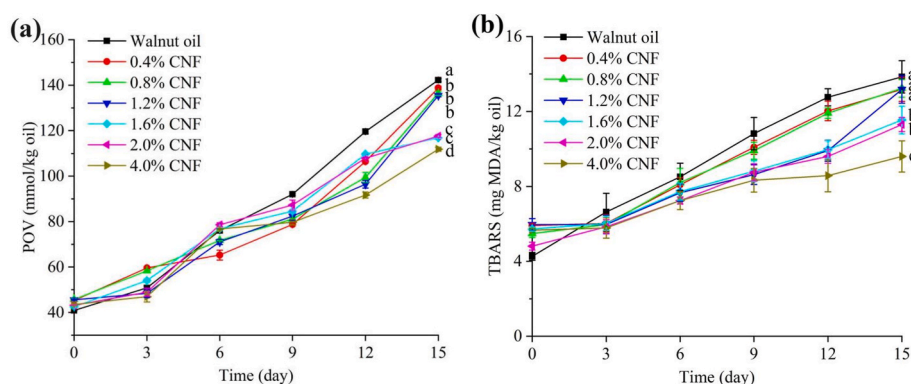 (a)
160
140
120
100
80
60
40
POV (mmol/kg oil)
Walnut oil
0.4% CNF
0.8% CNF
1.2% CNF
1.6% CNF
2.0% CNF
4.0% CNF
a
b
b
b
c
c
d
0 3 6 9 12 15
Time (day)
(b)
16
12
8
4
0
TBARS (mg MDA/kg oil)
Walnut oil
0.4% CNF
0.8% CNF
1.2% CNF
1.6% CNF
2.0% CNF
4.0% CNF
0 3 6 9 12 15
Time (day)